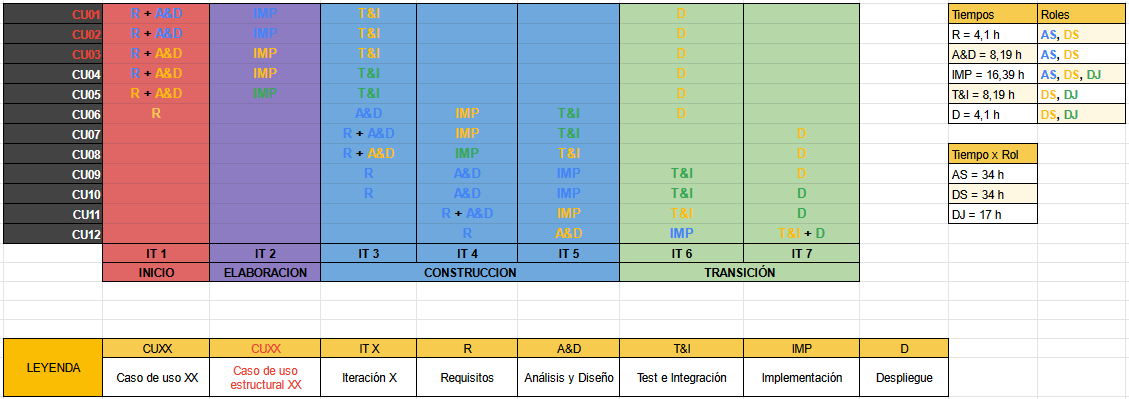 CU01 R + A&D IMP T&I D
CU02 R + A&D IMP T&I D
CU03 R + A&D IMP T&I D
CU04 R + A&D IMP T&I D
CU05 R + A&D IMP T&I D
CU06 R A&D IMP T&I D
CU07 R + A&D IMP T&I D
CU08 R + A&D IMP T&I D
CU09 R A&D IMP T&I D
CU10 R A&D IMP T&I D
CU11 R + A&D IMP T&I D
CU12 R A&D IMP T&I + D
IT 1 IT 2 IT 3 IT 4 IT 5 IT 6 IT 7
INICIO ELABORACION CONSTRUCCION TRANSICIÓN
Tiempos Roles
R = 4,1 h AS, DS
A&D = 8,19 h AS, DS
IMP = 16,39 h AS, DS, DJ
T&I = 8,19 h DS, DJ
D = 4,1 h DS, DJ
Tiempo x Rol
AS = 34 h
DS = 34 h
DJ = 17 h
LEYENDA
CUXX CUXX IT X R A&D T&I IMP D
Caso de uso XX Caso de uso estructural XX Iteración X Requisitos Análisis y Diseño Test e Integración Implementación Despliegue